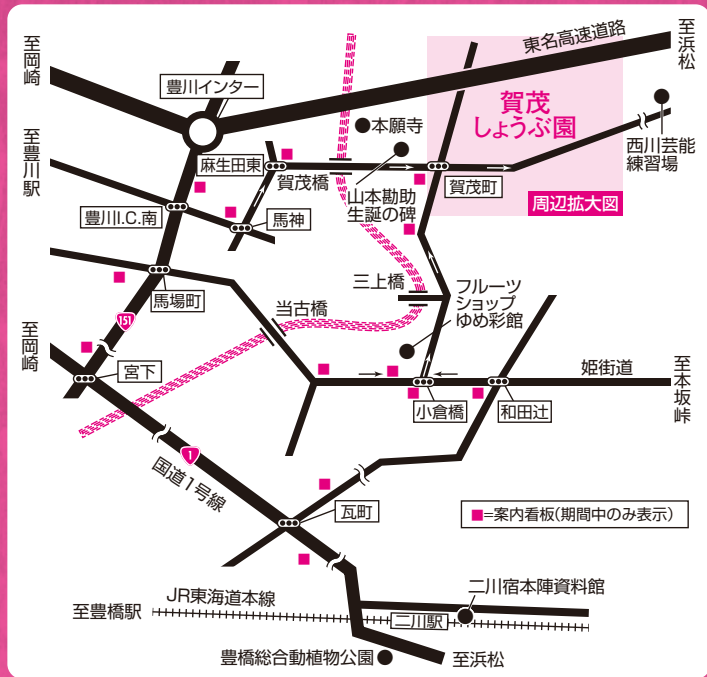 至岡崎
豊川インター
東名高速道路
至浜松
賀茂
しょうぶ園
本願寺
西川芸能
練習場
至豊川駅
麻生田東
賀茂橋
山本勘助
生誕の碑
賀茂町
周辺拡大図
豊川I.C.南
馬神
三上橋
フルーツ
ショップ
ゆめ彩館
馬場町
当古橋
151
至岡崎
宮下
姫街道
至本坂峠
小倉橋
和田辻
1
国道1号線
瓦町
■=案内看板(期間中のみ表示)
JR東海道本線
二川宿本陣資料館
至豊橋駅
二川駅
豊橋総合動植物公園
至浜松